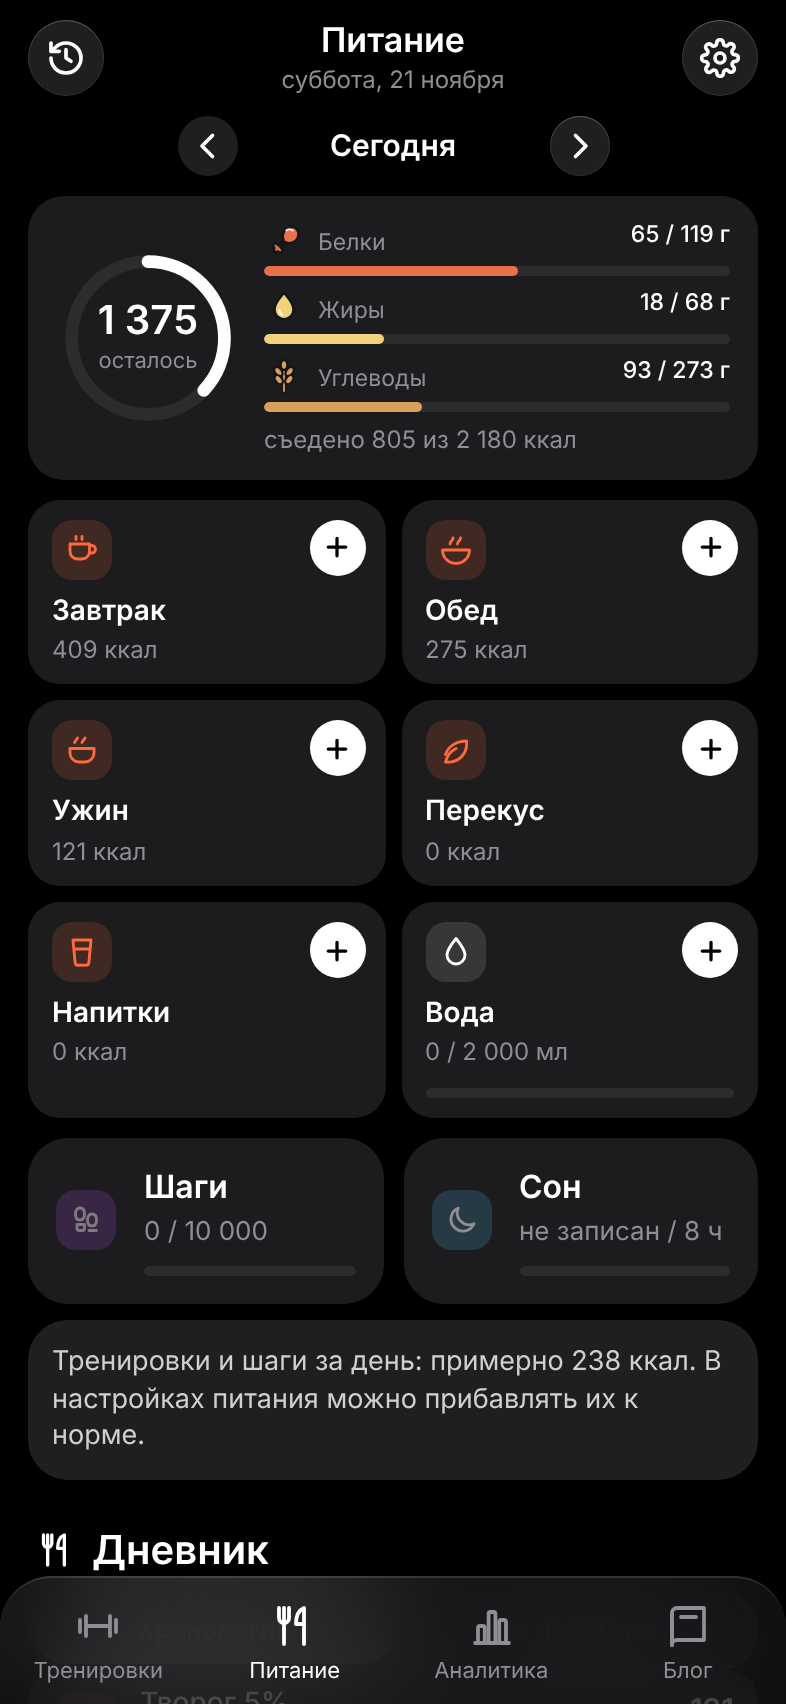 Питание
суббота, 21 ноября
Сегодня
Белки
65 / 119 г
1 375
осталось
Жиры
18 / 68 г
Углеводы
93 / 273 г
съедено 805 из 2 180 ккал
Завтрак
409 ккал
Обед
275 ккал
Ужин
121 ккал
Перекус
0 ккал
Напитки
0 ккал
Вода
0 / 2 000 мл
Шаги
0 / 10 000
Сон
не записан / 8 ч
Тренировки и шаги за день: примерно 238 ккал. В
настройках питания можно прибавлять их к
норме.
Дневник
Тренировки
Питание
Аналитика
Блог
Творог 5%